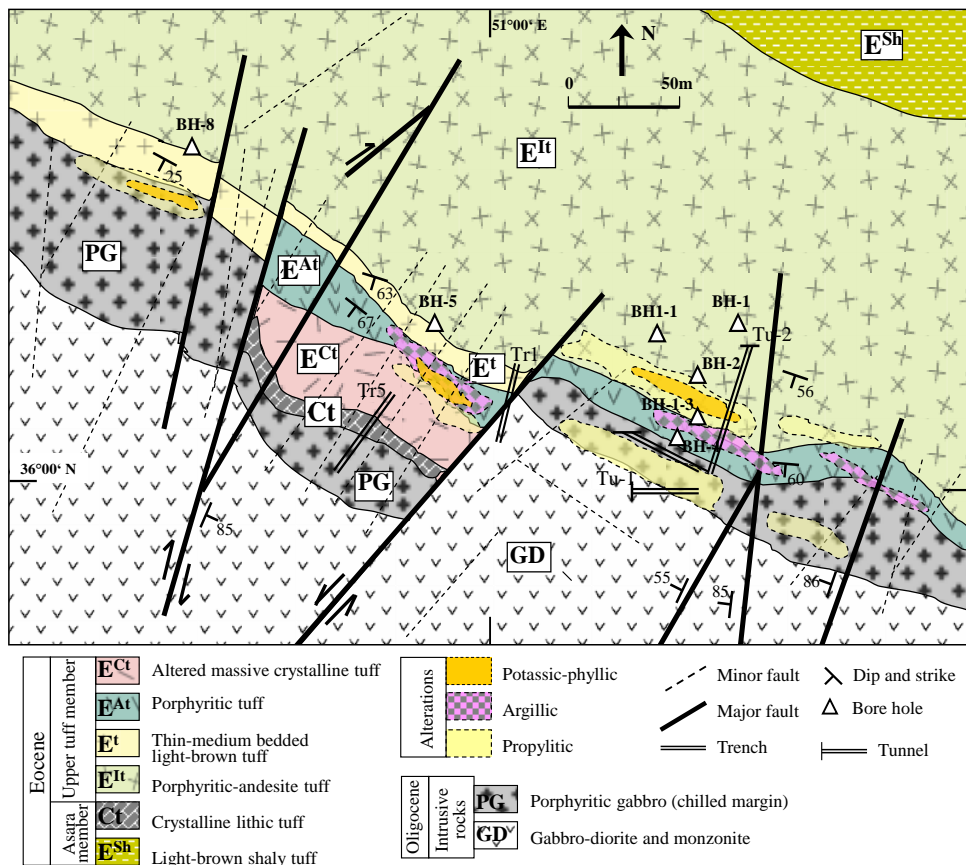 51°00' E
N
0 50m
E^Sh
BH-8
E^It
25
PG
E^At
63
BH-5
67
BH1-1
BH-1
Tu-2
E^t
Tr1
BH-2
56
E^Ct
Tr5
Ct
BH-1-3
36°00' N
PG
Tu-1
60
85
GD
55
85
86
Eocene
Upper tuff member
E^Ct Altered massive crystalline tuff
E^At Porphyritic tuff
E^t Thin-medium bedded
light-brown tuff
E^It Porphyritic-andesite tuff
Asara
member
Ct Crystalline lithic tuff
E^Sh Light-brown shaly tuff
Alterations
Potassic-phyllic
Argillic
Propylitic
Minor fault
Dip and strike
Major fault
Bore hole
Trench
Tunnel
Oligocene
Intrusive
rocks
PG Porphyritic gabbro (chilled margin)
GD Gabbro-diorite and monzonite